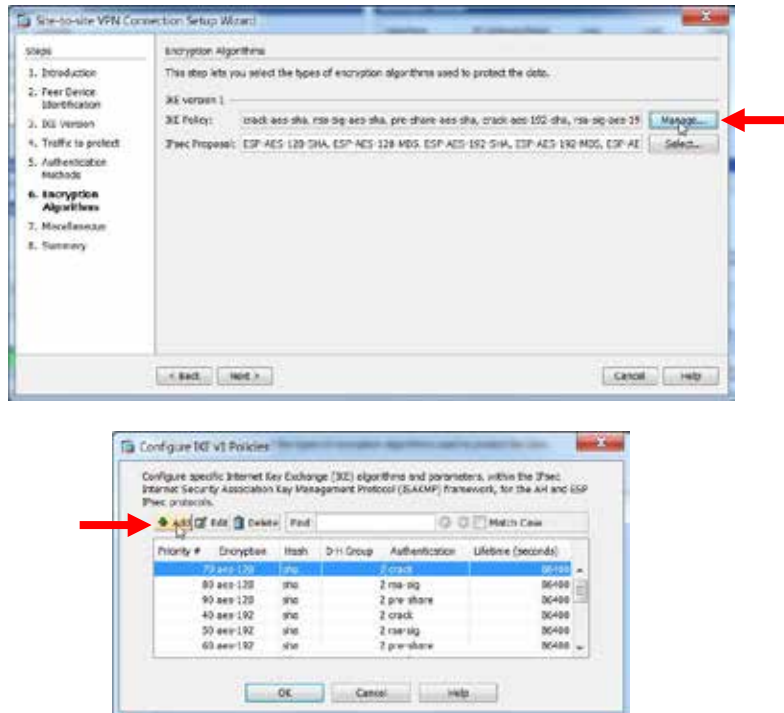 Site-to-site VPN Connection Setup Wizard
Steps
1. Introduction
2. Peer Device Identification
3. IKE Version
4. Traffic to protect
5. Authentication Methods
6. Encryption Algorithms
7. Miscellaneous
8. Summary
Encryption Algorithms
This step lets you select the types of encryption algorithms used to protect the data.
IKE version 1
IKE Policy: crack-aes-sha, rsa-sig-aes-sha, pre-share-aes-sha, crack-aes-192-sha, rsa-sig-aes-19 Manage...
IPsec Proposal: ESP-AES-128-SHA, ESP-AES-128-MD5, ESP-AES-192-SHA, ESP-AES-192-MD5, ESP-AE Select...
< Back Next > Cancel Help
Configure IKE v1 Policies
Configure specific Internet Key Exchange (IKE) algorithms and parameters, within the IPsec
Internet Security Association Key Management Protocol (ISAKMP) framework, for the AH and ESP
IPsec protocols.
Add Edit Delete Find: Match Case
Priority # Encryption Hash D-H Group Authentication Lifetime (seconds)
70 aes-128 sha 2 crack 86400
80 aes-128 sha 2 rsa-sig 86400
90 aes-128 sha 2 pre-share 86400
40 aes-192 sha 2 crack 86400
50 aes-192 sha 2 rsa-sig 86400
60 aes-192 sha 2 pre-share 86400
OK Cancel Help